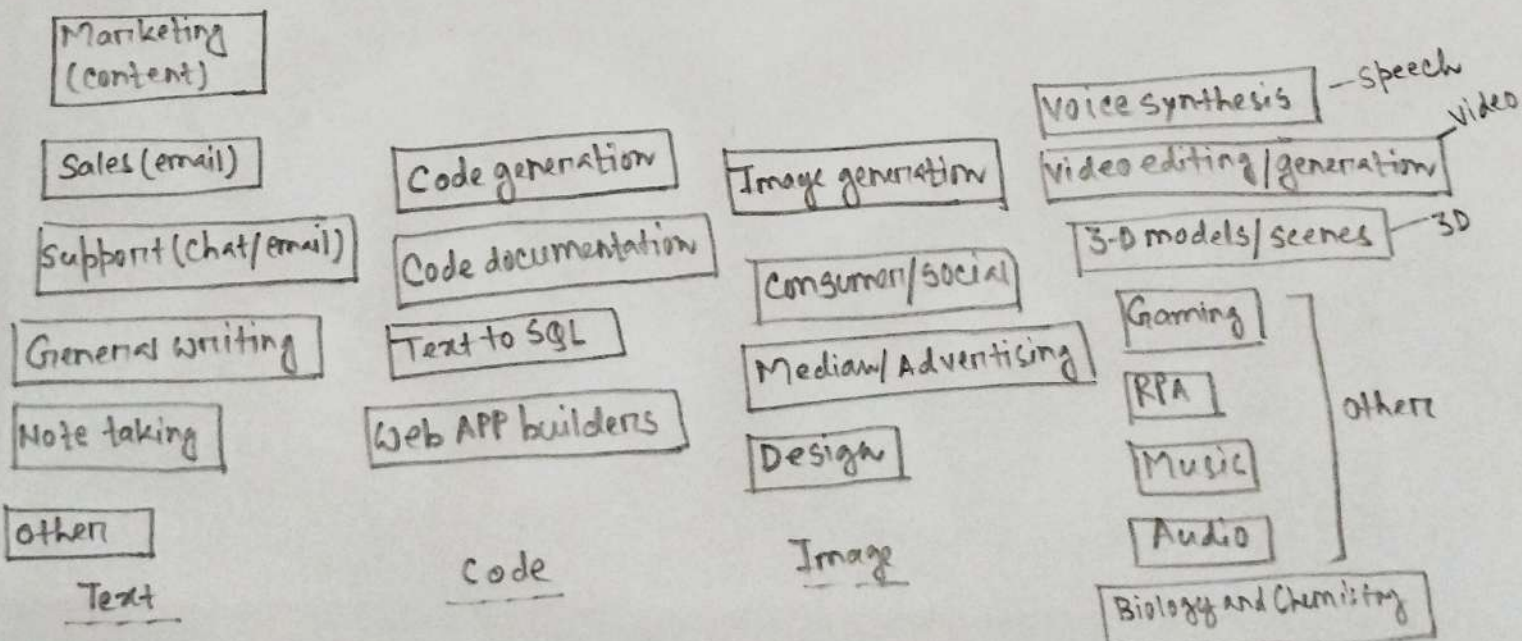 Marketing
(content)
Sales (email)
Support (chat/email)
General writing
Note taking
Other
Text
Code generation
Code documentation
Text to SQL
Web APP builders
Code
Image generation
Consumer/social
Media/Advertising
Design
Image
Voice synthesis
speech
video editing/generation
video
3-D models/scenes
3D
Gaming
RPA
Music
Audio
Other
Biology and Chemistry